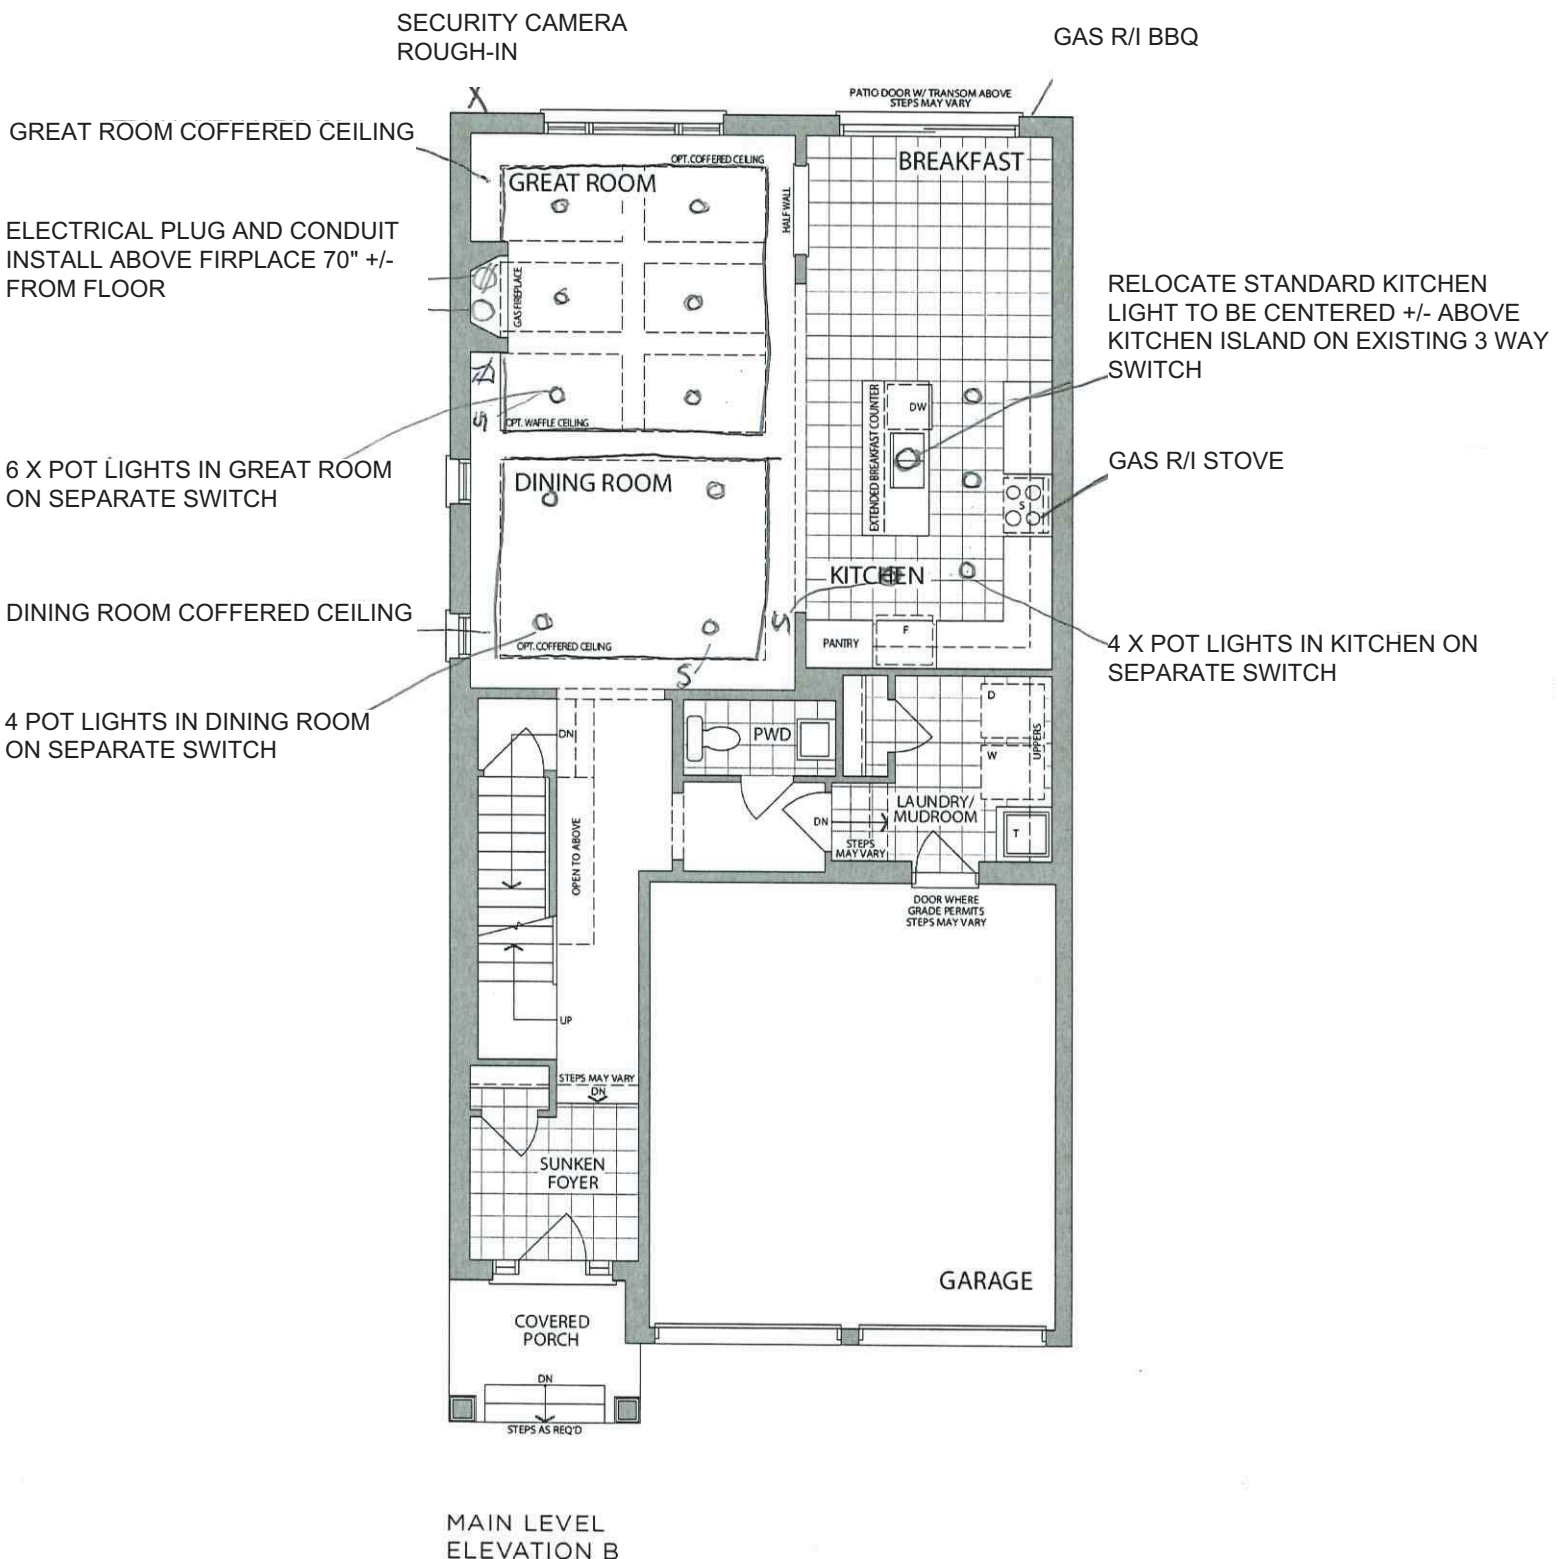 SECURITY CAMERA
ROUGH-IN
GAS R/I BBQ
X
PATIO DOOR W/ TRANSOM ABOVE
STEPS MAY VARY
GREAT ROOM COFFERED CEILING
OPT. COFFERED CEILING
BREAKFAST
GREAT ROOM
HALF WALL
ELECTRICAL PLUG AND CONDUIT
INSTALL ABOVE FIRPLACE 70" +/-
FROM FLOOR
GAS FIREPLACE
RELOCATE STANDARD KITCHEN
LIGHT TO BE CENTERED +/- ABOVE
KITCHEN ISLAND ON EXISTING 3 WAY
SWITCH
EXTENDED BREAKFAST COUNTER
DW
S
OPT. WAFFLE CEILING
6 X POT LIGHTS IN GREAT ROOM
ON SEPARATE SWITCH
DINING ROOM
GAS R/I STOVE
S
KITCHEN
DINING ROOM COFFERED CEILING
S
OPT. COFFERED CEILING
PANTRY
F
4 X POT LIGHTS IN KITCHEN ON
SEPARATE SWITCH
S
4 POT LIGHTS IN DINING ROOM
ON SEPARATE SWITCH
DN
PWD
D
W
UPPERS
LAUNDRY/
MUDROOM
DN
STEPS
MAY VARY
T
OPEN TO ABOVE
DOOR WHERE
GRADE PERMITS
STEPS MAY VARY
UP
STEPS MAY VARY
DN
SUNKEN
FOYER
GARAGE
COVERED
PORCH
DN
STEPS AS REQ'D
MAIN LEVEL
ELEVATION B